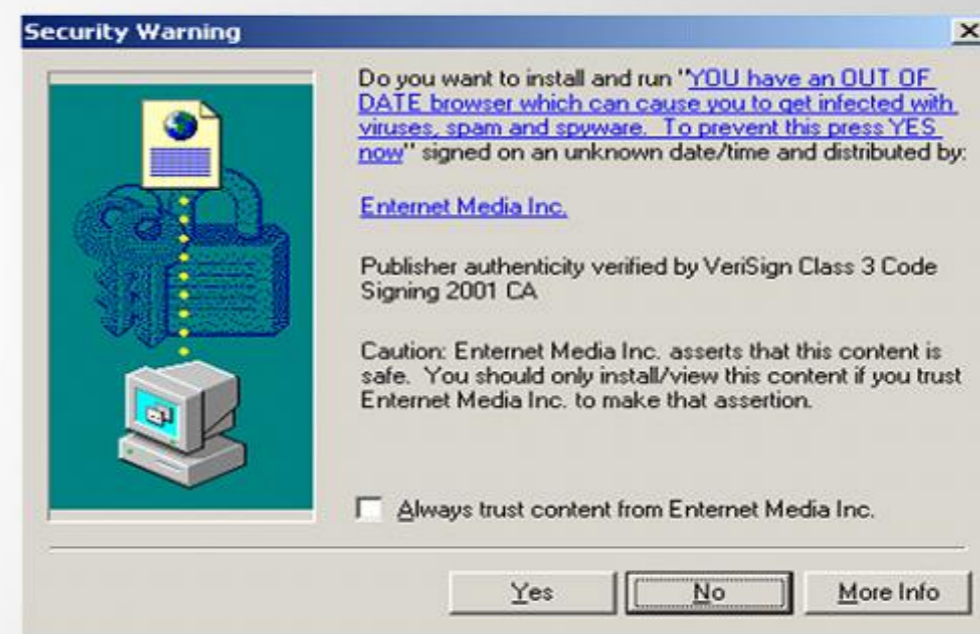 Security Warning
Do you want to install and run "YOU have an OUT OF
DATE browser which can cause you to get infected with
viruses, spam and spyware.  To prevent this press YES
now" signed on an unknown date/time and distributed by:
Enternet Media Inc.
Publisher authenticity verified by VeriSign Class 3 Code
Signing 2001 CA
Caution: Enternet Media Inc. asserts that this content is
safe.  You should only install/view this content if you trust
Enternet Media Inc. to make that assertion.
Always trust content from Enternet Media Inc.
Yes No More Info